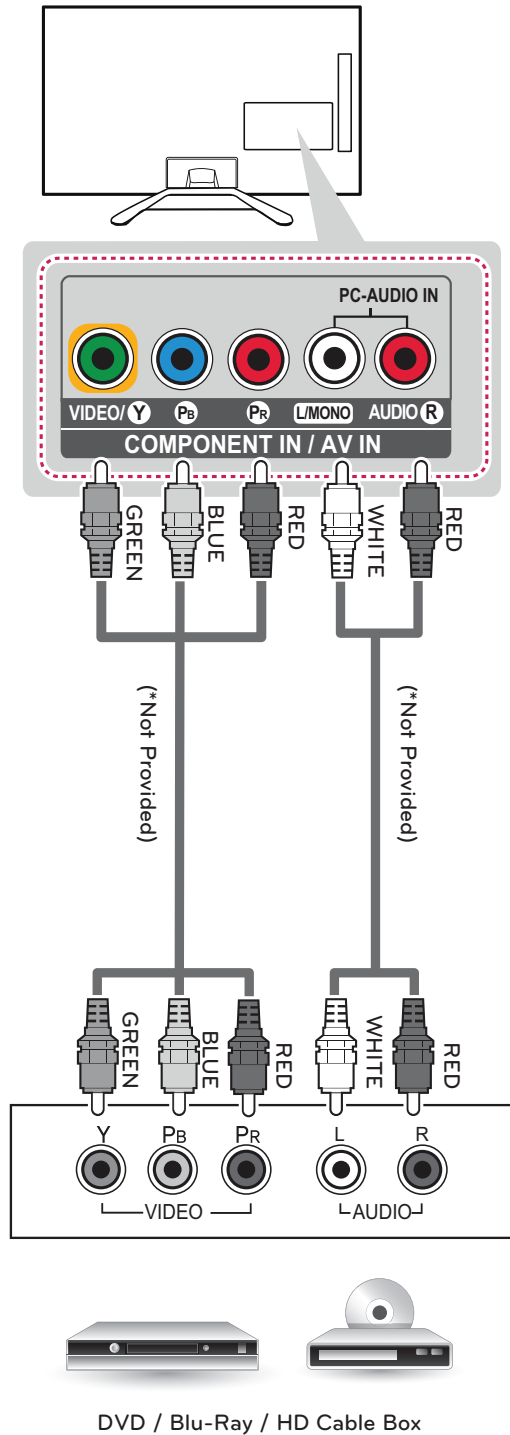 PC-AUDIO IN
VIDEO/ Y PB PR L/MONO AUDIO R
COMPONENT IN / AV IN
GREEN
BLUE
RED
WHITE
RED
(*Not Provided)
(*Not Provided)
GREEN
BLUE
RED
WHITE
RED
Y PB PR L R
VIDEO AUDIO
DVD / Blu-Ray / HD Cable Box